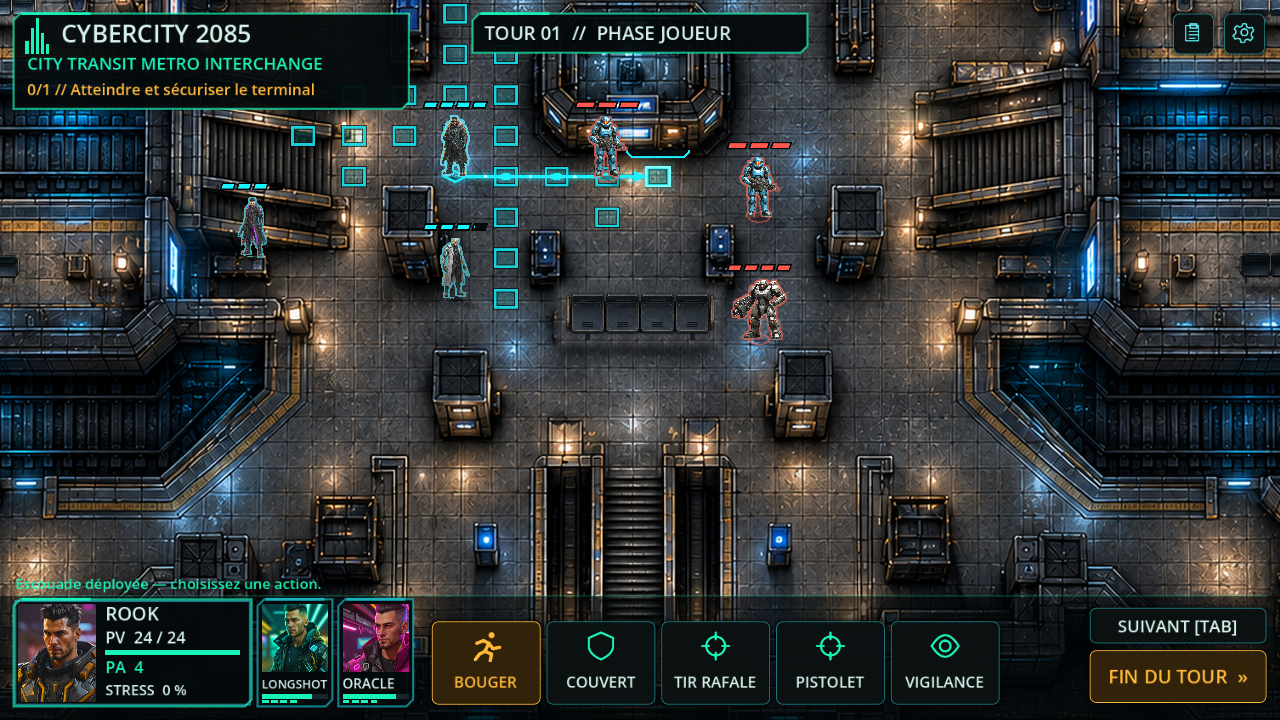 CYBERCITY 2085
CITY TRANSIT METRO INTERCHANGE
0/1 // Atteindre et sécuriser le terminal
TOUR 01 // PHASE JOUEUR
Escouade déployée — choisissez une action.
ROOK
PV 24 / 24
PA 4
STRESS 0 %
LONGSHOT
ORACLE
BOUGER
COUVERT
TIR RAFALE
PISTOLET
VIGILANCE
SUIVANT [TAB]
FIN DU TOUR »